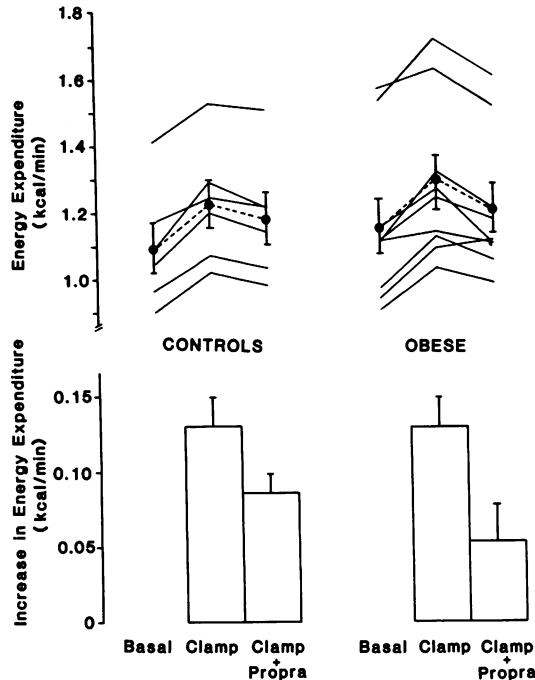 Energy Expenditure
(kcal/min)
1.8
1.6
1.4
1.2
1.0
CONTROLS
OBESE
Increase in Energy Expenditure
(kcal/min)
0.15
0.10
0.05
0
Basal Clamp Clamp
+
Propra
Basal Clamp Clamp
+
Propra